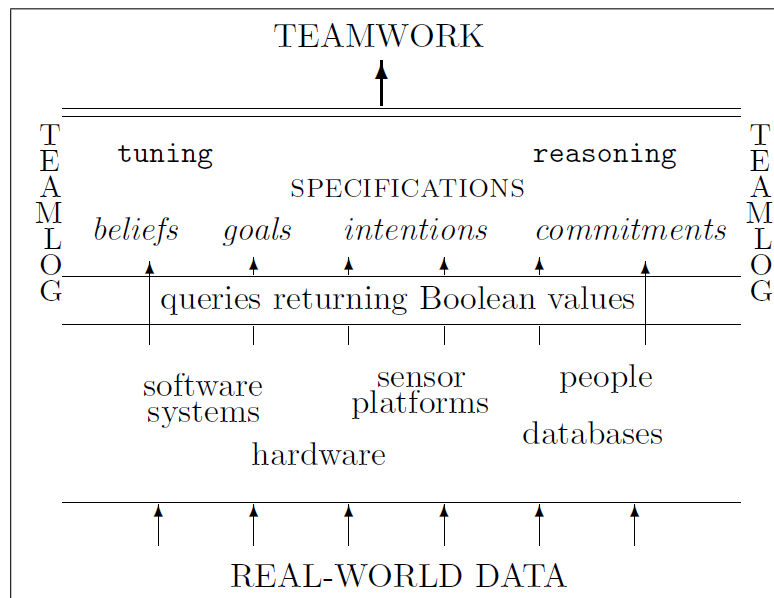 TEAMWORK
TEAMLOG
tuning reasoning
SPECIFICATIONS
beliefs goals intentions commitments
TEAMLOG
queries returning Boolean values
software systems
sensor platforms
people
hardware
databases
REAL-WORLD DATA